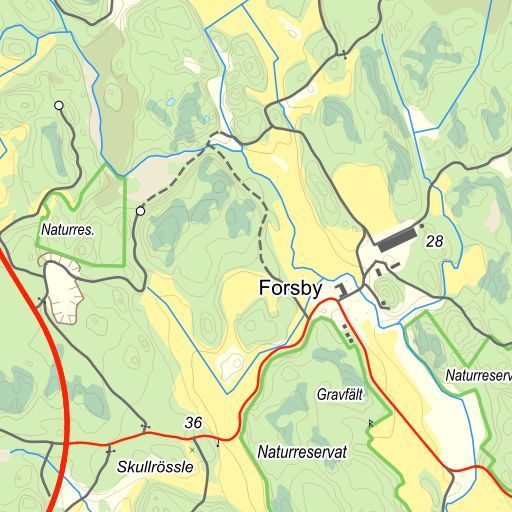 Naturres.
28
Forsby
Naturreserv
Gravfält
R
36
Naturreservat
Skullrössle